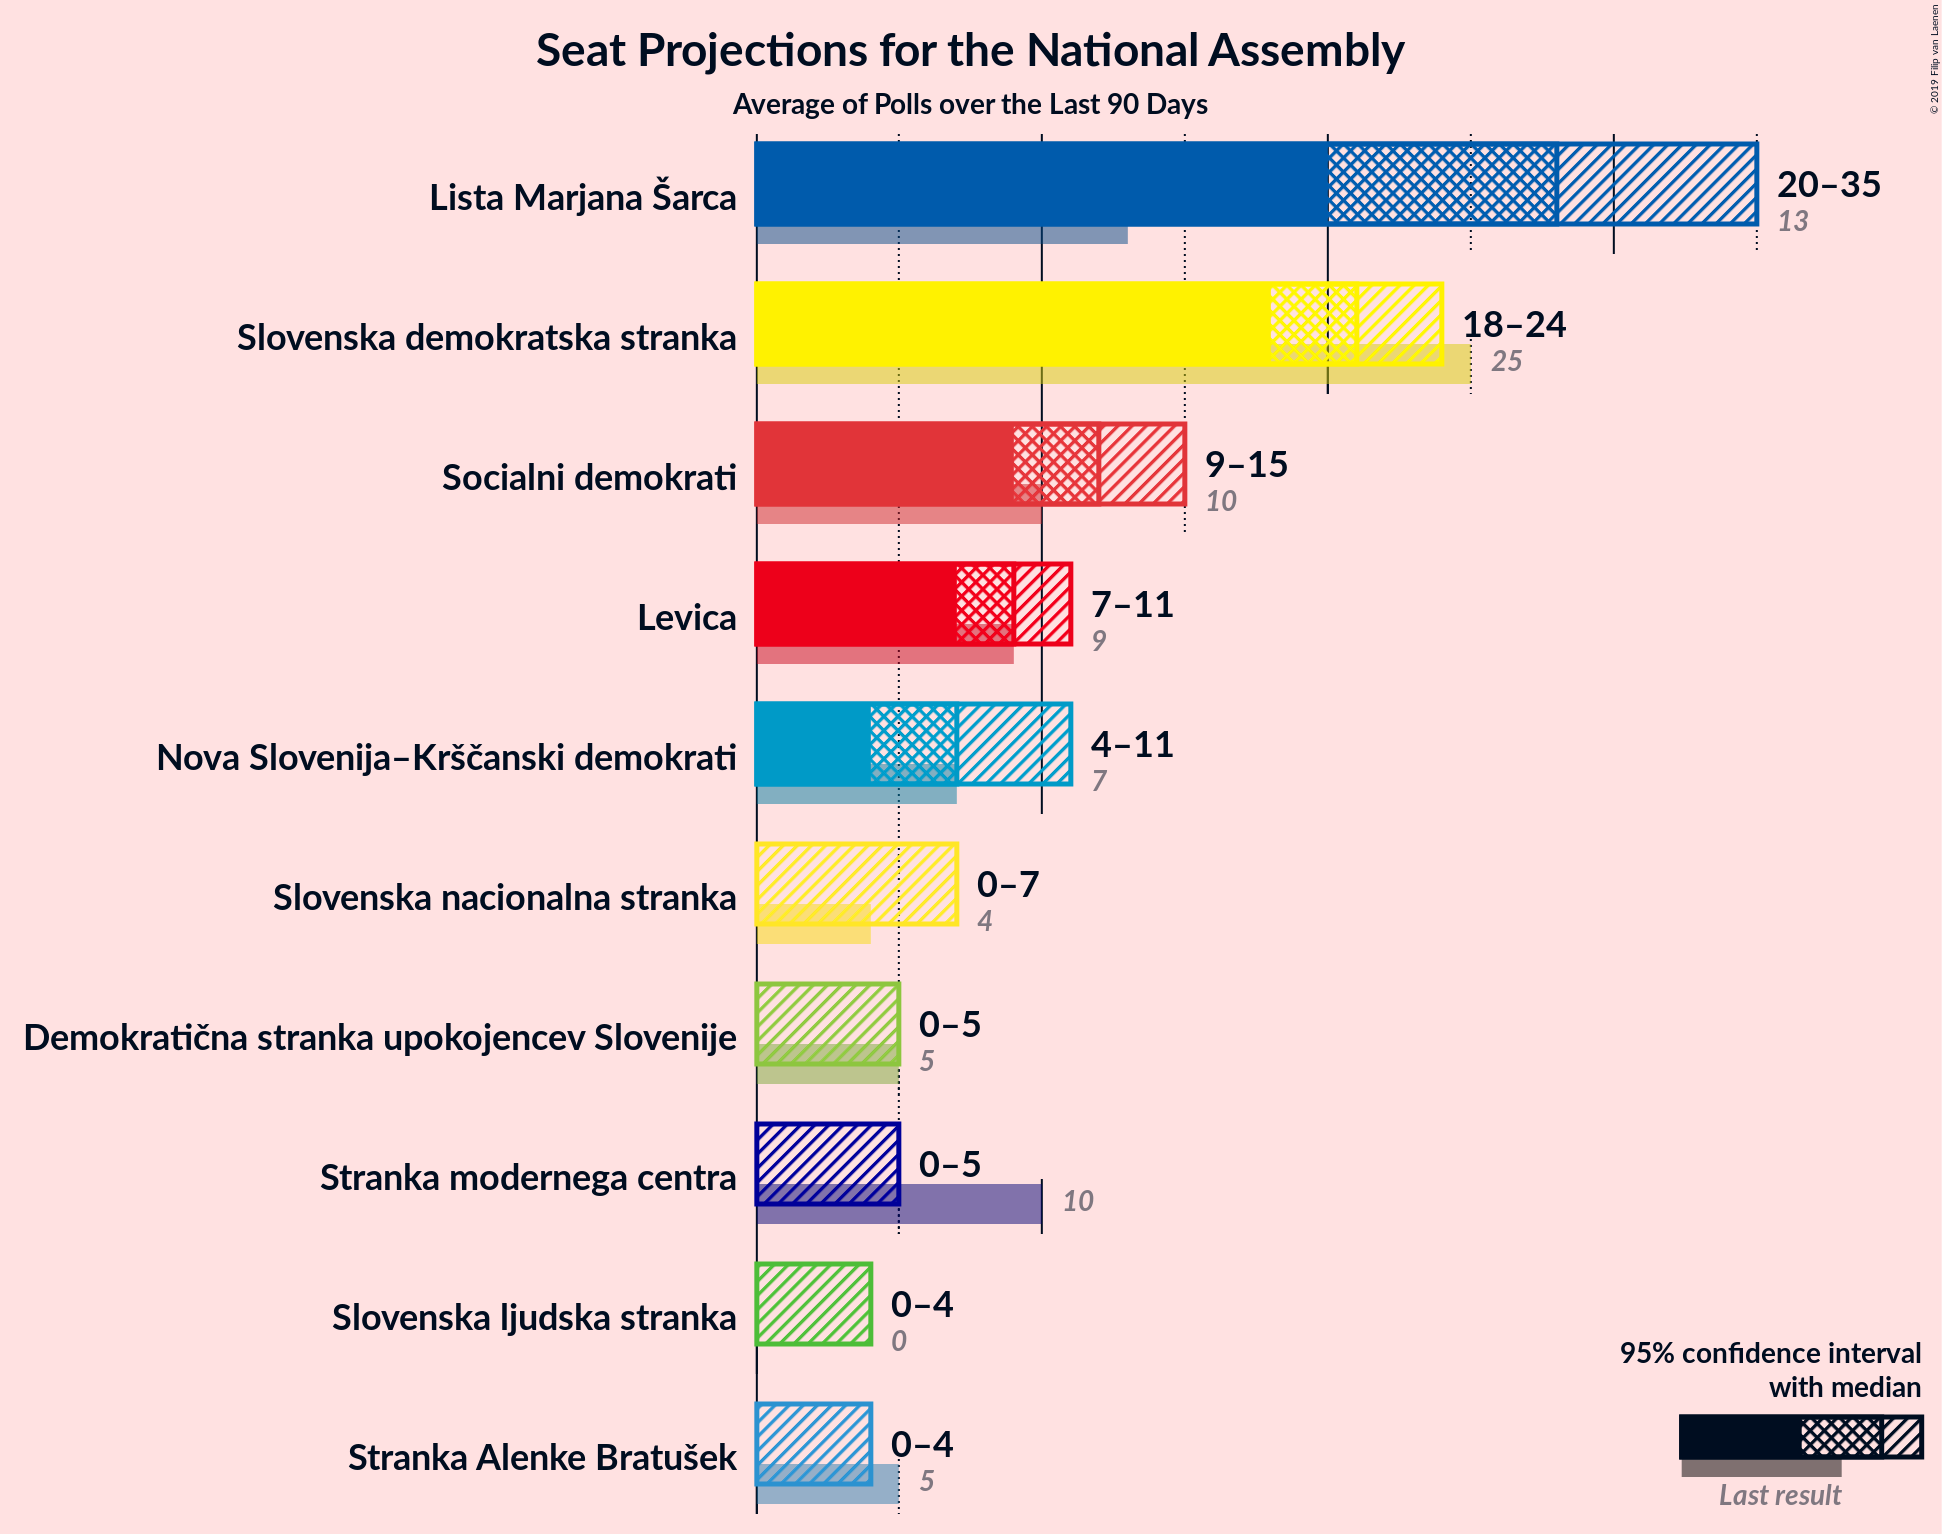 Seat Projections for the National Assembly
Average of Polls over the Last 90 Days
© 2019 Filip van Laenen
Lista Marjana Šarca
20–35
13
Slovenska demokratska stranka
18–24
25
Socialni demokrati
9–15
10
Levica
7–11
9
Nova Slovenija–Krščanski demokrati
4–11
7
Slovenska nacionalna stranka
0–7
4
Demokratična stranka upokojencev Slovenije
0–5
5
Stranka modernega centra
0–5
10
Slovenska ljudska stranka
0–4
0
Stranka Alenke Bratušek
0–4
5
95% confidence interval
with median
Last result